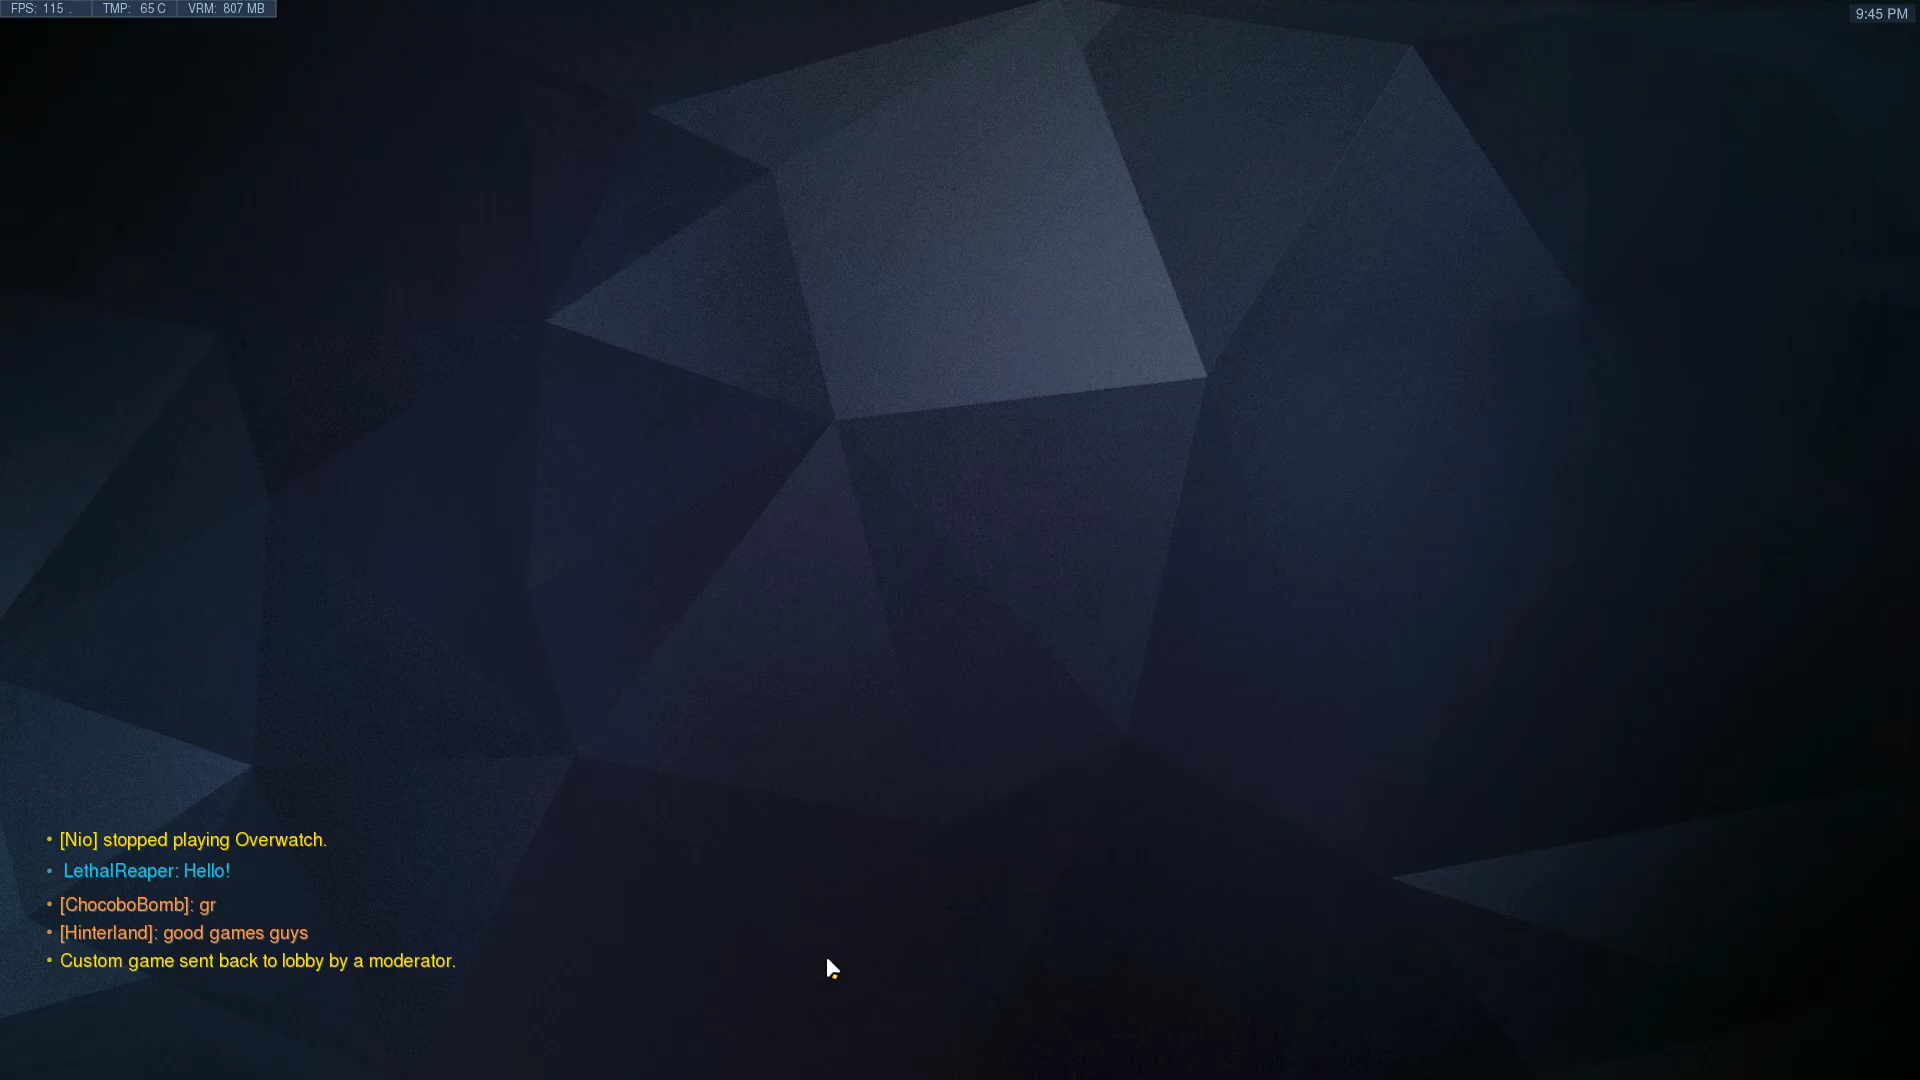 FPS: 115 . TMP: 65 C VRM: 807 MB
9:45 PM
• [Nio] stopped playing Overwatch.
• LethalReaper: Hello!
• [ChocoboBomb]: gr
• [Hinterland]: good games guys
• Custom game sent back to lobby by a moderator.